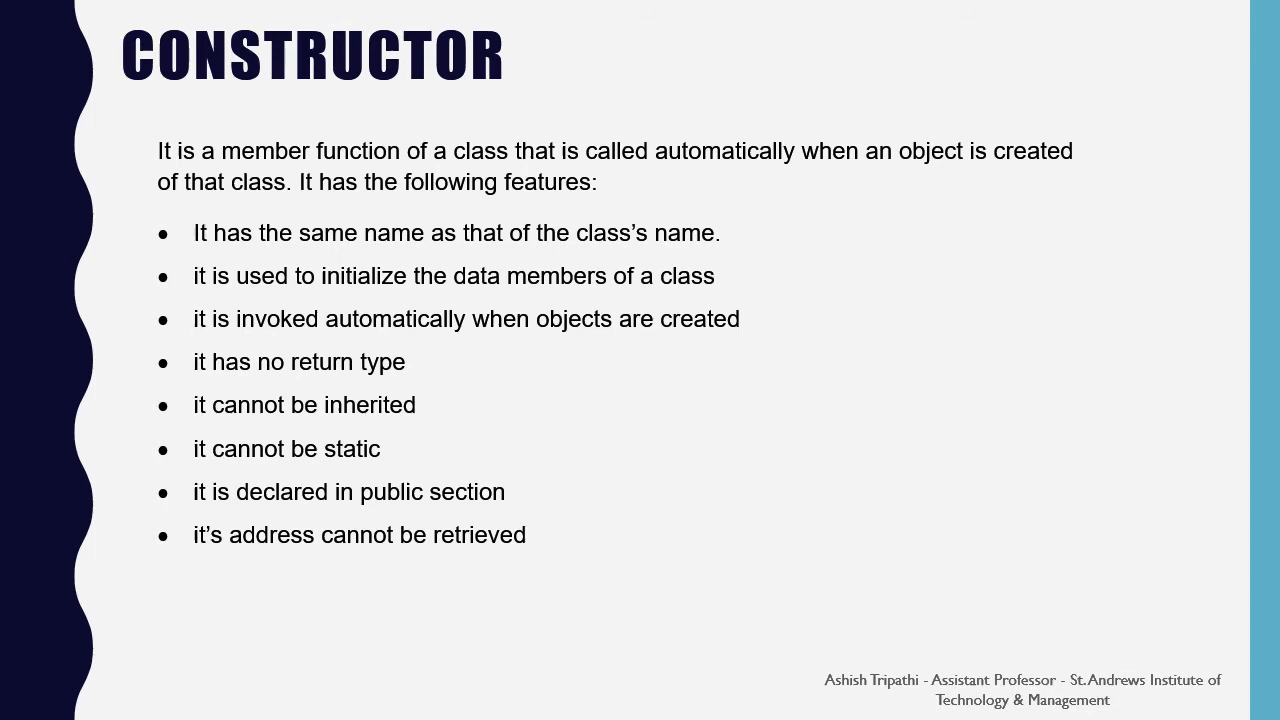 CONSTRUCTOR
It is a member function of a class that is called automatically when an object is created
of that class. It has the following features:
• It has the same name as that of the class’s name.
• it is used to initialize the data members of a class
• it is invoked automatically when objects are created
• it has no return type
• it cannot be inherited
• it cannot be static
• it is declared in public section
• it’s address cannot be retrieved
Ashish Tripathi - Assistant Professor - St. Andrews Institute of
Technology & Management